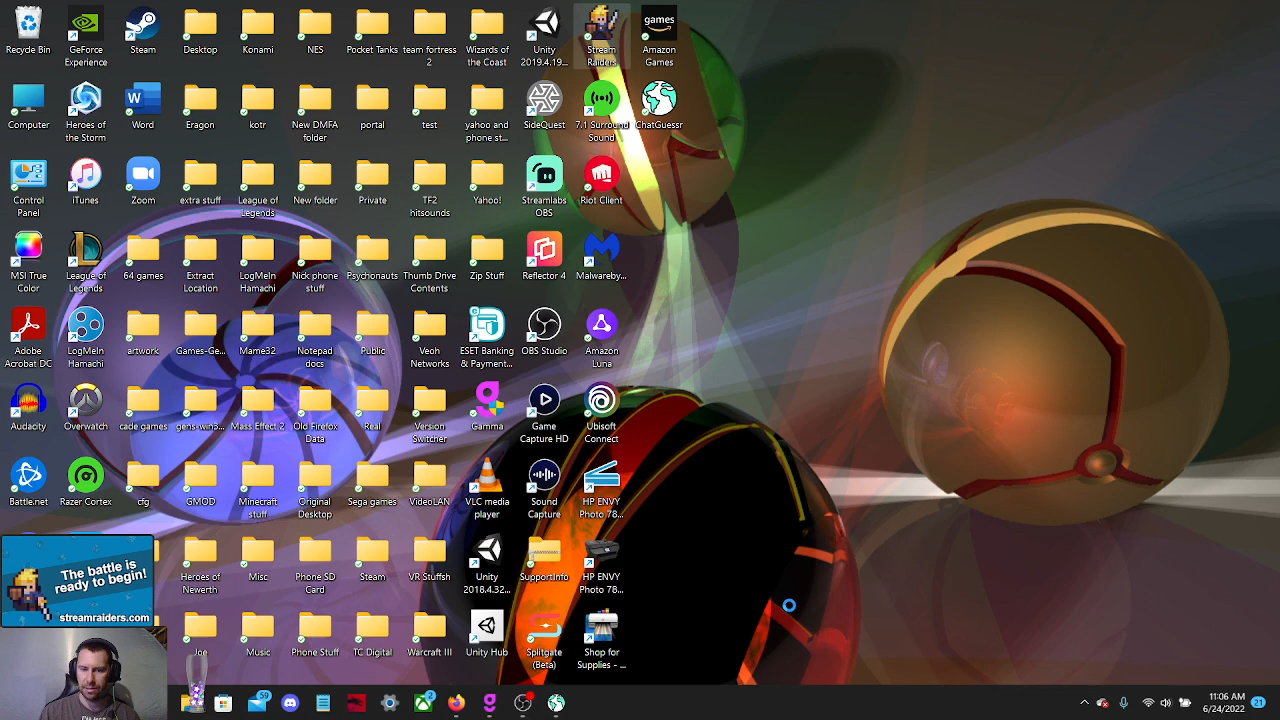 Recycle Bin
GeForce Experience
Steam
Desktop
Konami
NES
Pocket Tanks
team fortress 2
Wizards of the Coast
Unity 2019.4.19...
Stream Raiders
games
Amazon Games
Computer
Heroes of the Storm
Word
Eragon
kotr
New DMFA folder
portal
test
yahoo and phone st...
SideQuest
7.1 Surround Sound
ChatGuessr
Control Panel
iTunes
Zoom
extra stuff
League of Legends
New folder
Private
TF2 hitsounds
Yahoo!
Streamlabs OBS
Riot Client
MSI True Color
League of Legends
64 games
Extract Location
LogMeIn Hamachi
Nick phone stuff
Psychonauts
Thumb Drive Contents
Zip Stuff
Reflector 4
Malwareby...
Adobe Acrobat DC
LogMeIn Hamachi
artwork
Games-Ge...
Mame32
Notepad docs
Public
Veoh Networks
ESET Banking & Payment...
OBS Studio
Amazon Luna
Audacity
Overwatch
cade games
gens-win3...
Mass Effect 2
Old Firefox Data
Real
Version Switcher
Gamma
Game Capture HD
Ubisoft Connect
Battle.net
Razer Cortex
cfg
GMOD
Minecraft stuff
Original Desktop
Sega games
VideoLAN
VLC media player
Sound Capture
HP ENVY Photo 78...
Heroes of Newerth
Misc
Phone SD Card
Steam
VR Stuffsh
Unity 2018.4.32...
SupportInfo
HP ENVY Photo 78...
Joe
Music
Phone Stuff
TC Digital
Warcraft III
Unity Hub
Splitgate (Beta)
Shop for Supplies - ...
The battle is
ready to begin!
streamraiders.com
59
2
11:06 AM
6/24/2022
21